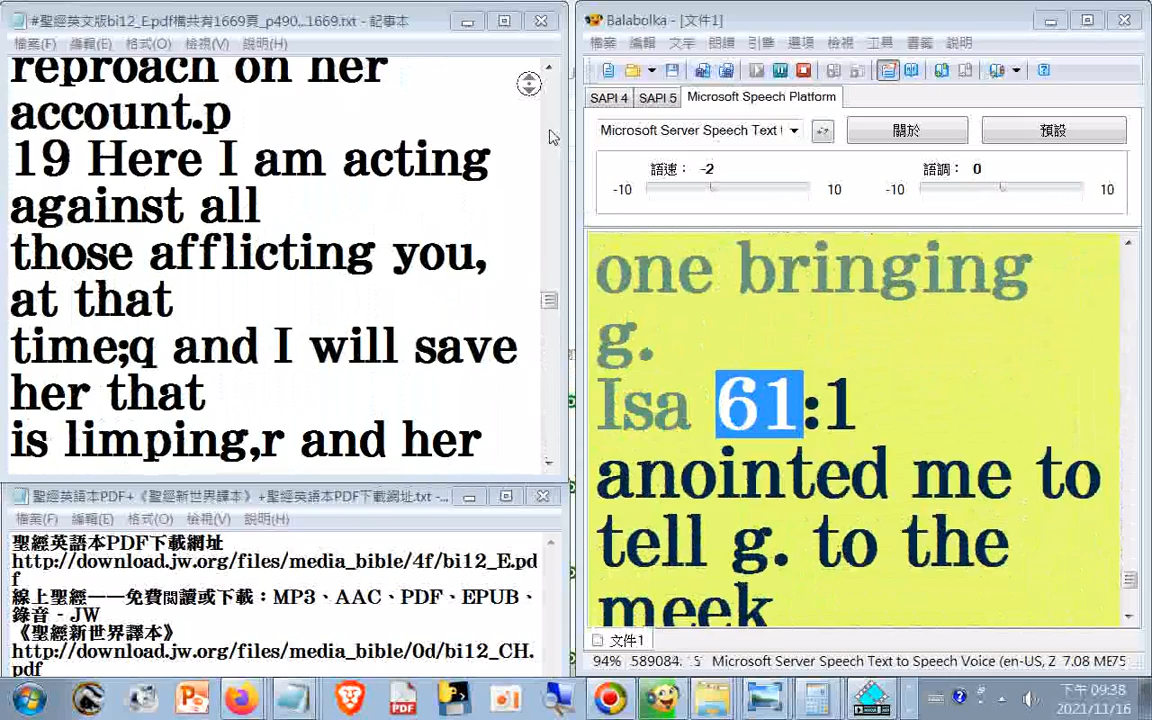 #聖經英文版bi12_E.pdf檔共有1669頁_p490,..1669.txt - 記事本
檔案(F) 編輯(E) 格式(O) 檢視(V) 說明(H)
reproach on her
account.p
19 Here I am acting
against all
those afflicting you,
at that
time;q and I will save
her that
is limping,r and her
聖經英語本PDF+《聖經新世界譯本》+聖經英語本PDF下載網址.txt - ...
檔案(F) 編輯(E) 格式(O) 檢視(V) 說明(H)
聖經英語本PDF下載網址
http://download.jw.org/files/media_bible/4f/bi12_E.pd
f
線上聖經——免費閱讀或下載：MP3、AAC、PDF、EPUB、
錄音 - JW
《聖經新世界譯本》
http://download.jw.org/files/media_bible/0d/bi12_CH.
pdf
Balabolka - [文件1]
檔案 編輯 文字 朗讀 引擎 選項 檢視 工具 書籤 說明
SAPI 4 SAPI 5 Microsoft Speech Platform
Microsoft Server Speech Text 關於 預設
語速： -2 語調： 0
-10 10 -10 10
one bringing
g.
Isa 61:1
anointed me to
tell g. to the
meek
文件1
94% 589084. Microsoft Server Speech Text to Speech Voice (en-US, Z 7.08 ME75
下午 09:38
2021/11/16